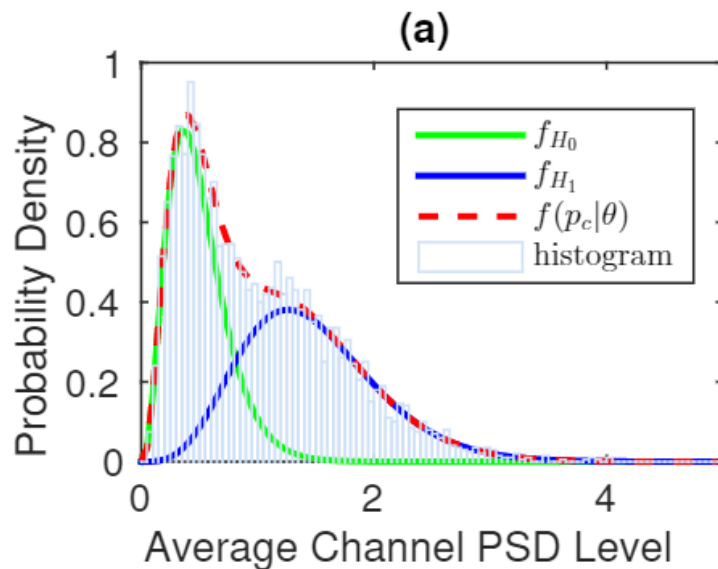 (a)
Probability Density
1
0.8
0.6
0.4
0.2
0
0 2 4
Average Channel PSD Level
f_{H_0}
f_{H_1}
f(p_c|θ)
histogram